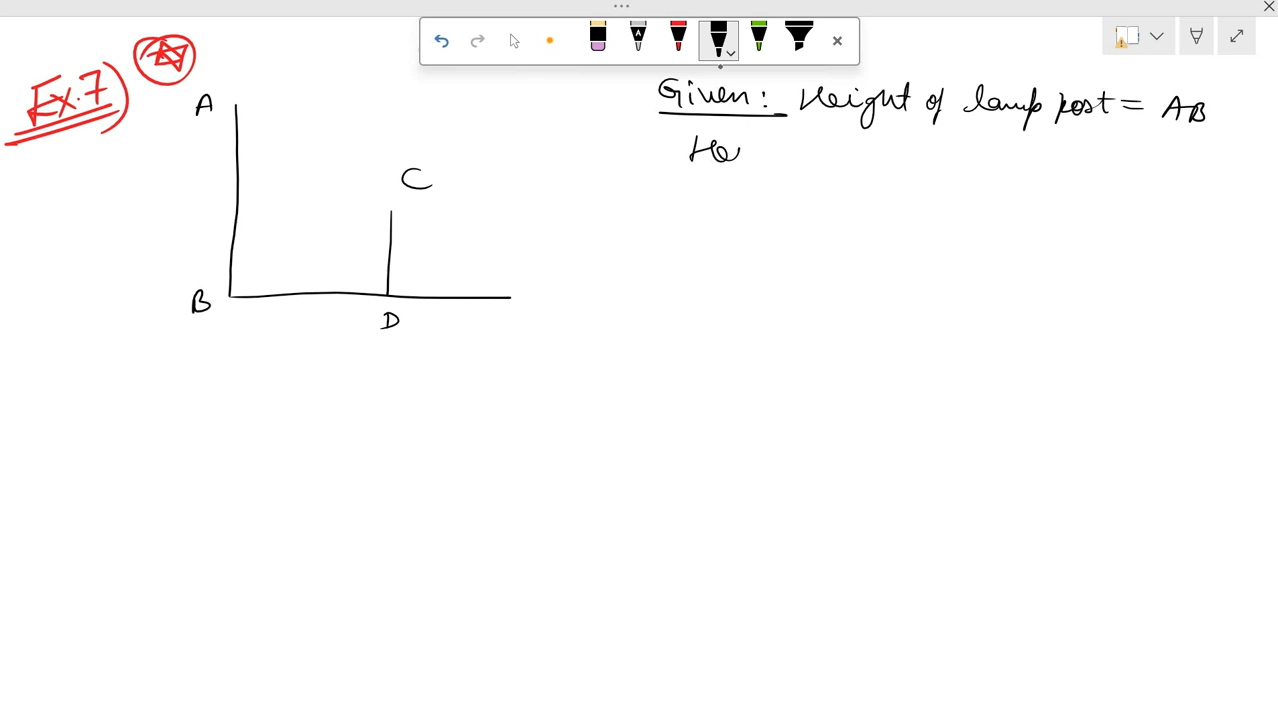 Ex.7)
A
C
B
D
Given: Height of lamp post = AB
He